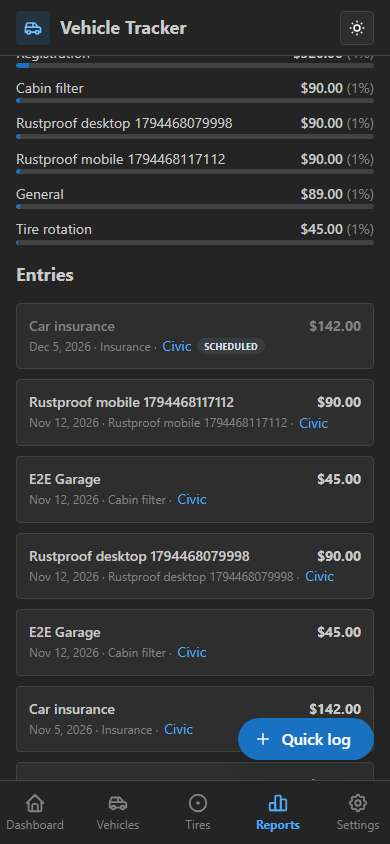 Vehicle Tracker
Registration
Cabin filter $90.00 (1%)
Rustproof desktop 1794468079998 $90.00 (1%)
Rustproof mobile 1794468117112 $90.00 (1%)
General $89.00 (1%)
Tire rotation $45.00 (1%)
Entries
Car insurance $142.00
Dec 5, 2026 · Insurance · Civic SCHEDULED
Rustproof mobile 1794468117112 $90.00
Nov 12, 2026 · Rustproof mobile 1794468117112 · Civic
E2E Garage $45.00
Nov 12, 2026 · Cabin filter · Civic
Rustproof desktop 1794468079998 $90.00
Nov 12, 2026 · Rustproof desktop 1794468079998 · Civic
E2E Garage $45.00
Nov 12, 2026 · Cabin filter · Civic
Car insurance $142.00
Nov 5, 2026 · Insurance · Civic
+ Quick log
Dashboard Vehicles Tires Reports Settings